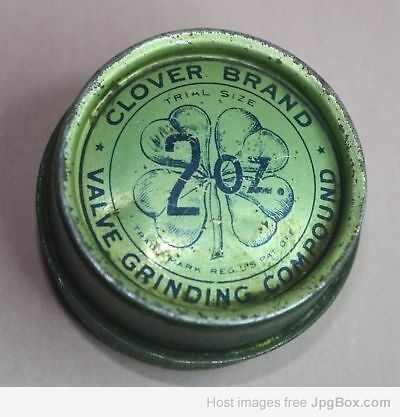 CLOVER BRAND
TRIAL SIZE
2 OZ.
TRADE MARK REG. U.S. PAT. OFF.
VALVE GRINDING COMPOUND
Host images free JpgBox.com